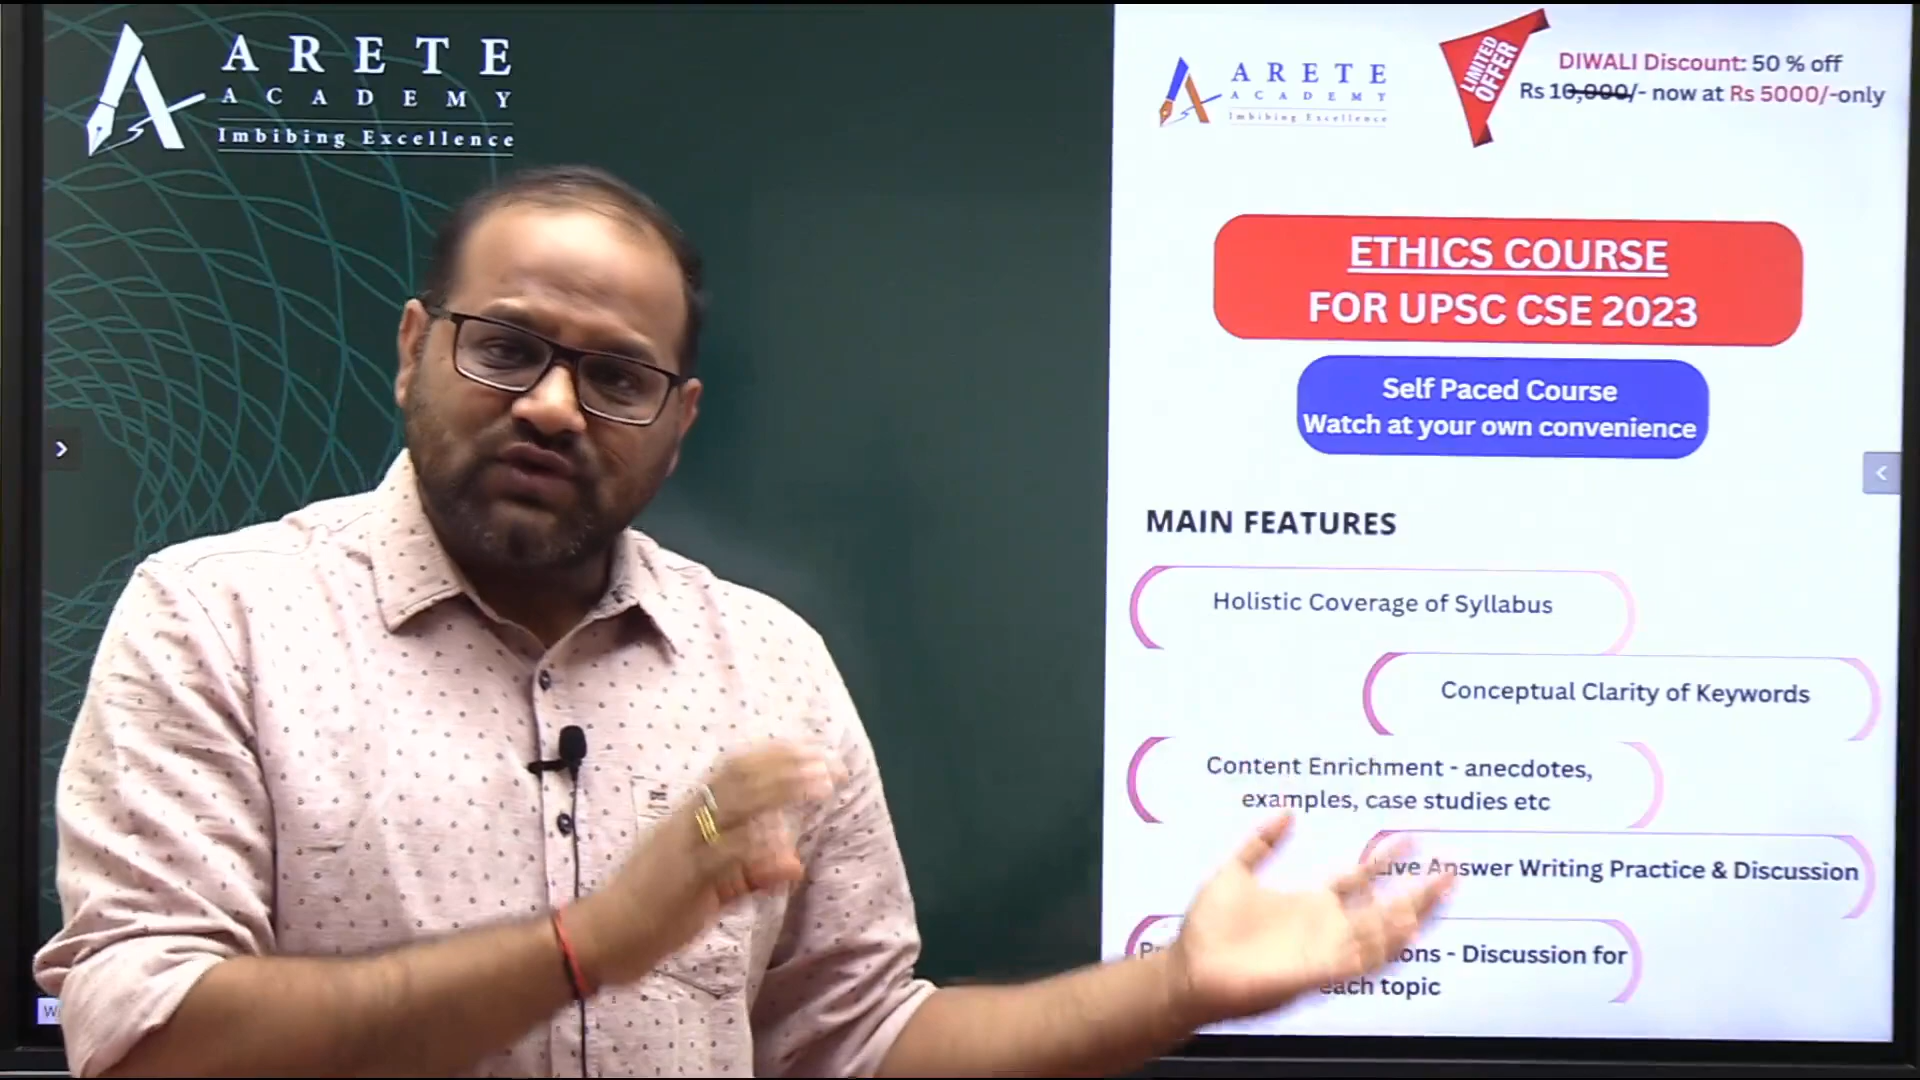 ARETE
ACADEMY
Imbibing Excellence
ARETE
ACADEMY
Imbibing Excellence
LIMITED
OFFER
DIWALI Discount: 50 % off
Rs 10,000/- now at Rs 5000/-only
ETHICS COURSE
FOR UPSC CSE 2023
Self Paced Course
Watch at your own convenience
MAIN FEATURES
Holistic Coverage of Syllabus
Conceptual Clarity of Keywords
Content Enrichment - anecdotes,
examples, case studies etc
Live Answer Writing Practice & Discussion
- Discussion for
each topic